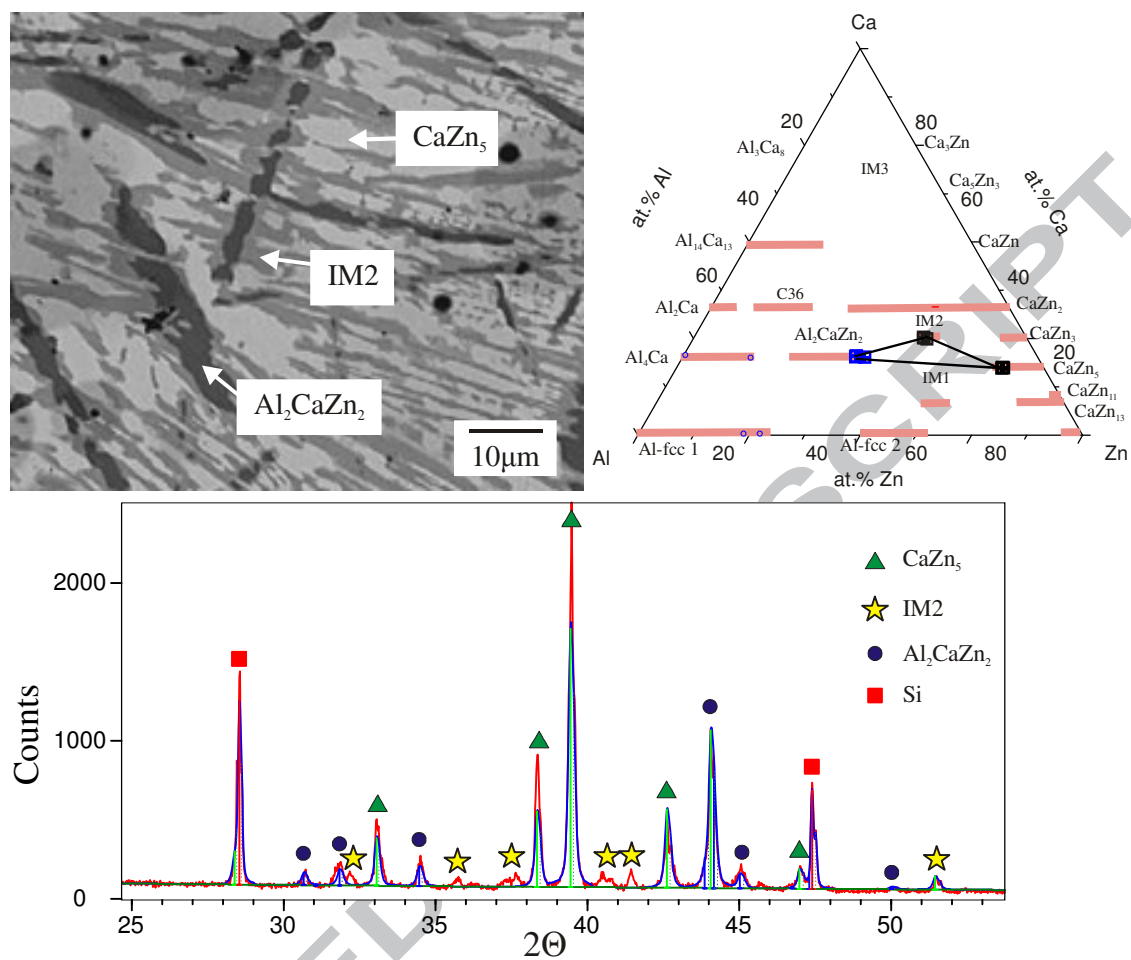 CaZn₅
IM2
Al₂CaZn₂
10μm
Ca
20
80
Al₃Ca₈
Ca₃Zn
at.% Al
IM3
at.% Ca
40
Ca₅Zn₃
60
Al₁₄Ca₁₃
CaZn
60
40
C36
Al₂Ca
CaZn₂
Al₂CaZn₂
IM2
CaZn₃
Al₄Ca
20
IM1
CaZn₅
CaZn₁₁
CaZn₁₃
Al
Al-fcc 1
Al-fcc 2
Zn
20
40
60
80
at.% Zn
SCRIPT
ED
Counts
2000
1000
0
CaZn₅
IM2
Al₂CaZn₂
Si
25
30
35
40
45
50
2Θ